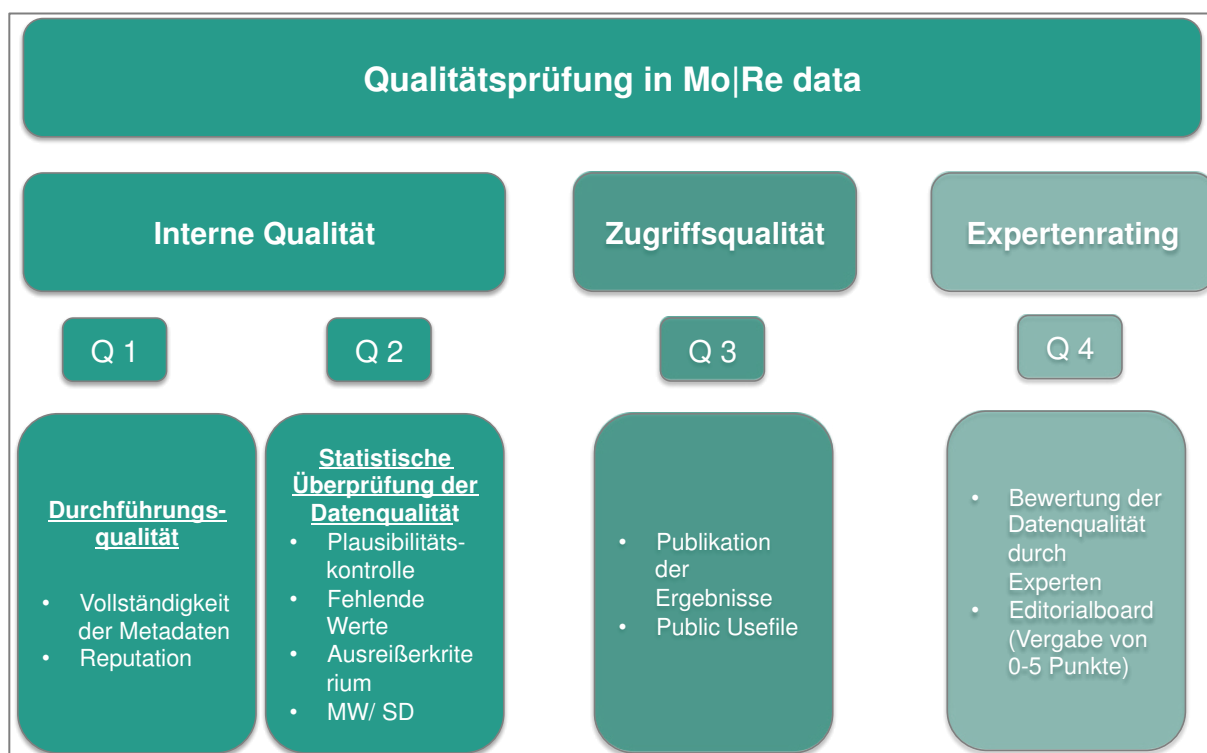 Qualitätsprüfung in Mo|Re data
Interne Qualität
Zugriffsqualität
Expertenrating
Q 1
Q 2
Q 3
Q 4
Durchführungs-
qualität
• Vollständigkeit
der Metadaten
• Reputation
Statistische
Überprüfung der
Datenqualität
• Plausibilitäts-
kontrolle
• Fehlende
Werte
• Ausreißerkrite
rium
• MW/ SD
• Publikation
der
Ergebnisse
• Public Usefile
• Bewertung der
Datenqualität
durch
Experten
• Editorialboard
(Vergabe von
0-5 Punkte)